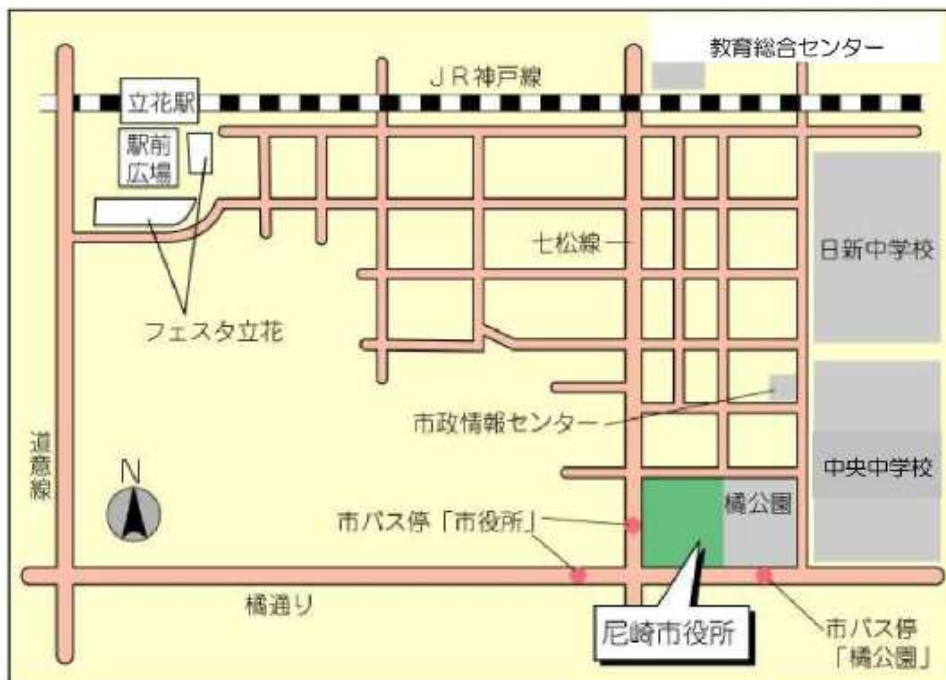 教育総合センター
JR神戸線
立花駅
駅前
広場
七松線
日新中学校
フェスタ立花
市政情報センター
道意線
N
中央中学校
橘公園
市バス停「市役所」
橘通り
尼崎市役所
市バス停
「橘公園」